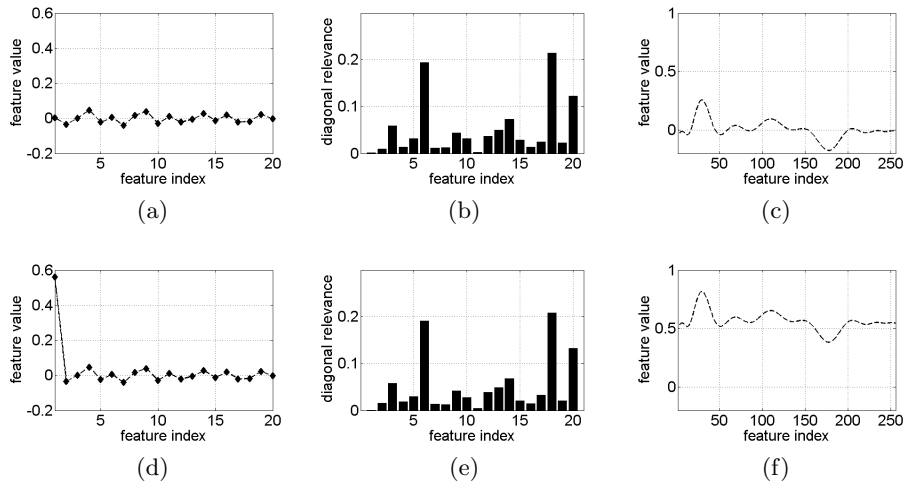 0.6
0.4
0.2
0
-0.2
feature value
5 10 15 20
feature index
(a)
0.2
0.1
0
diagonal relevance
5 10 15 20
feature index
(b)
1
0.5
0
feature value
50 100 150 200 250
feature index
(c)
0.6
0.4
0.2
0
-0.2
feature value
5 10 15 20
feature index
(d)
0.2
0.1
0
diagonal relevance
5 10 15 20
feature index
(e)
1
0.5
0
feature value
50 100 150 200 250
feature index
(f)